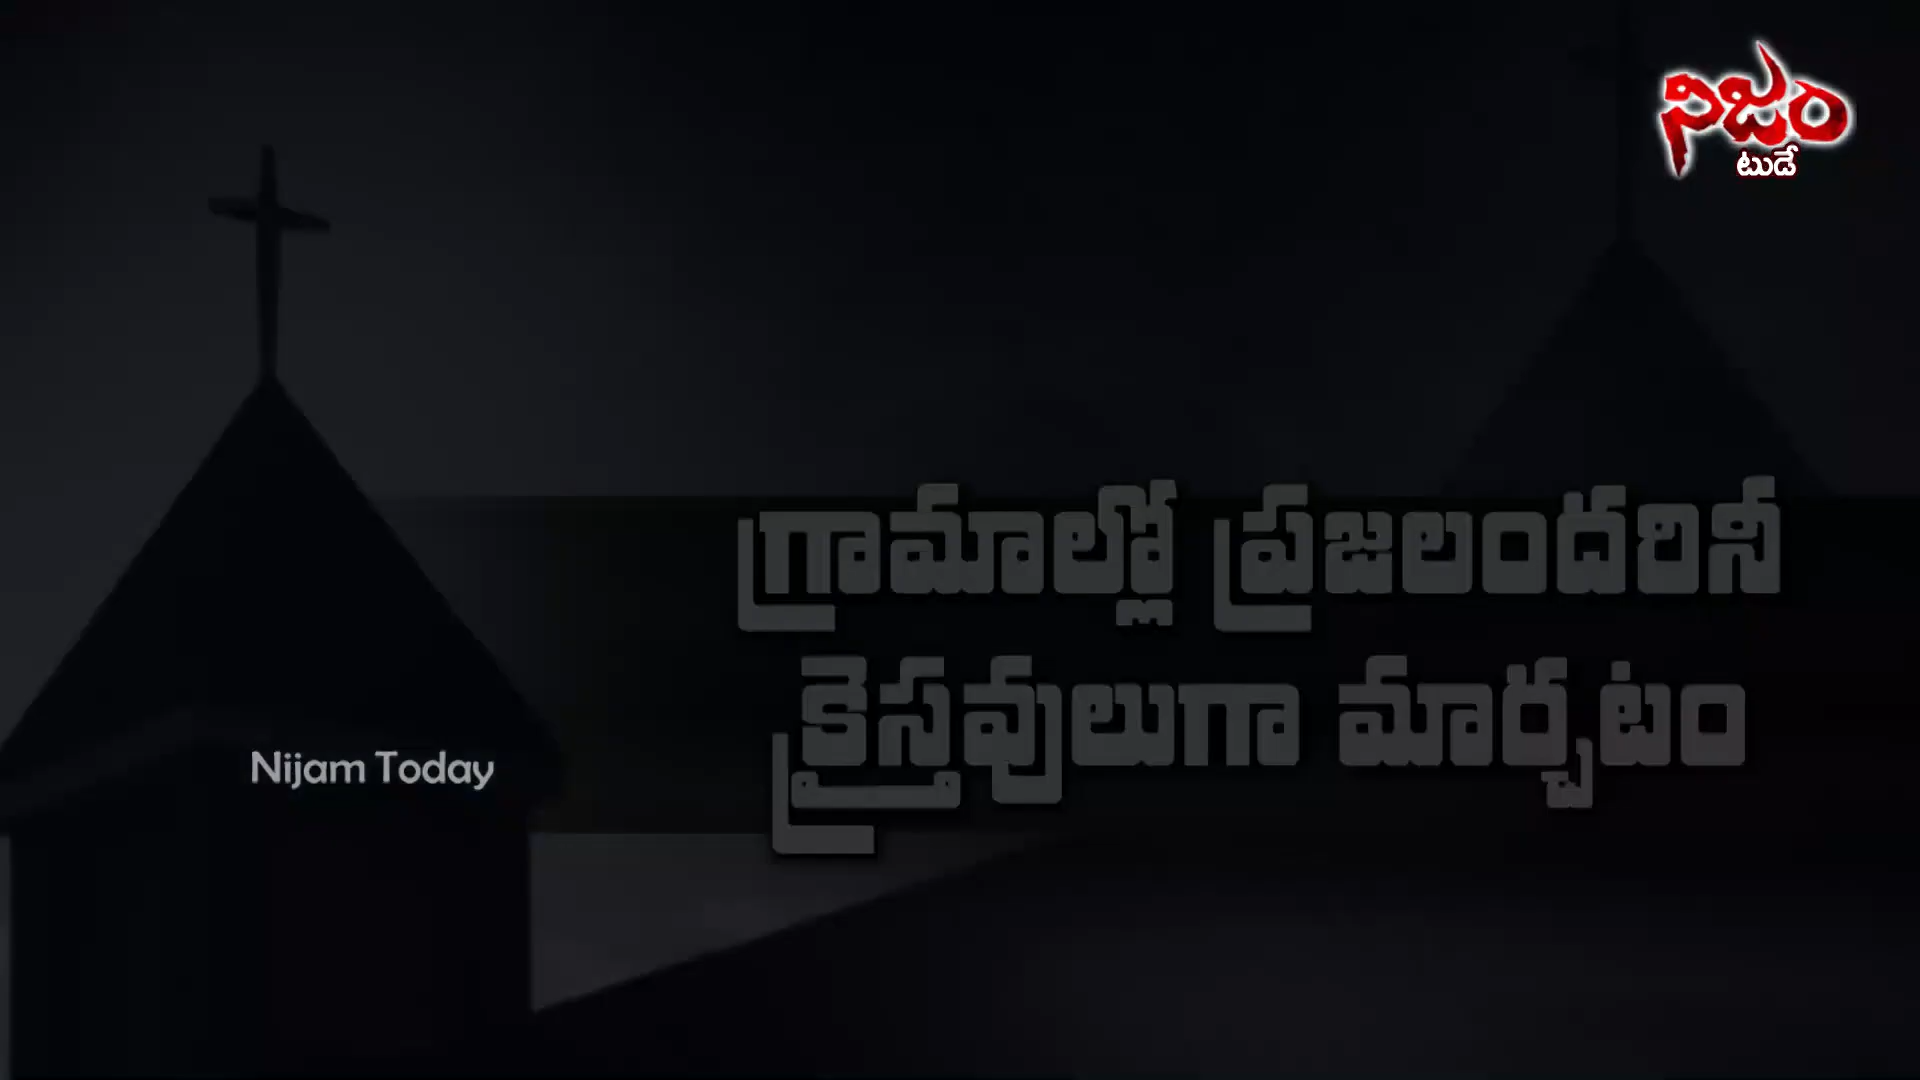 నిజం
టుడే
గ్రామాల్లో ప్రజలందరినీ
క్రైస్తవులుగా మార్చటం
Nijam Today